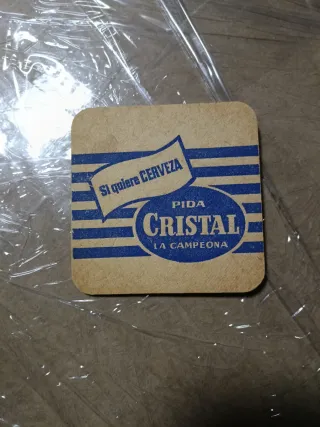 Si quiere CERVEZA
PIDA
CRISTAL
LA CAMPEONA